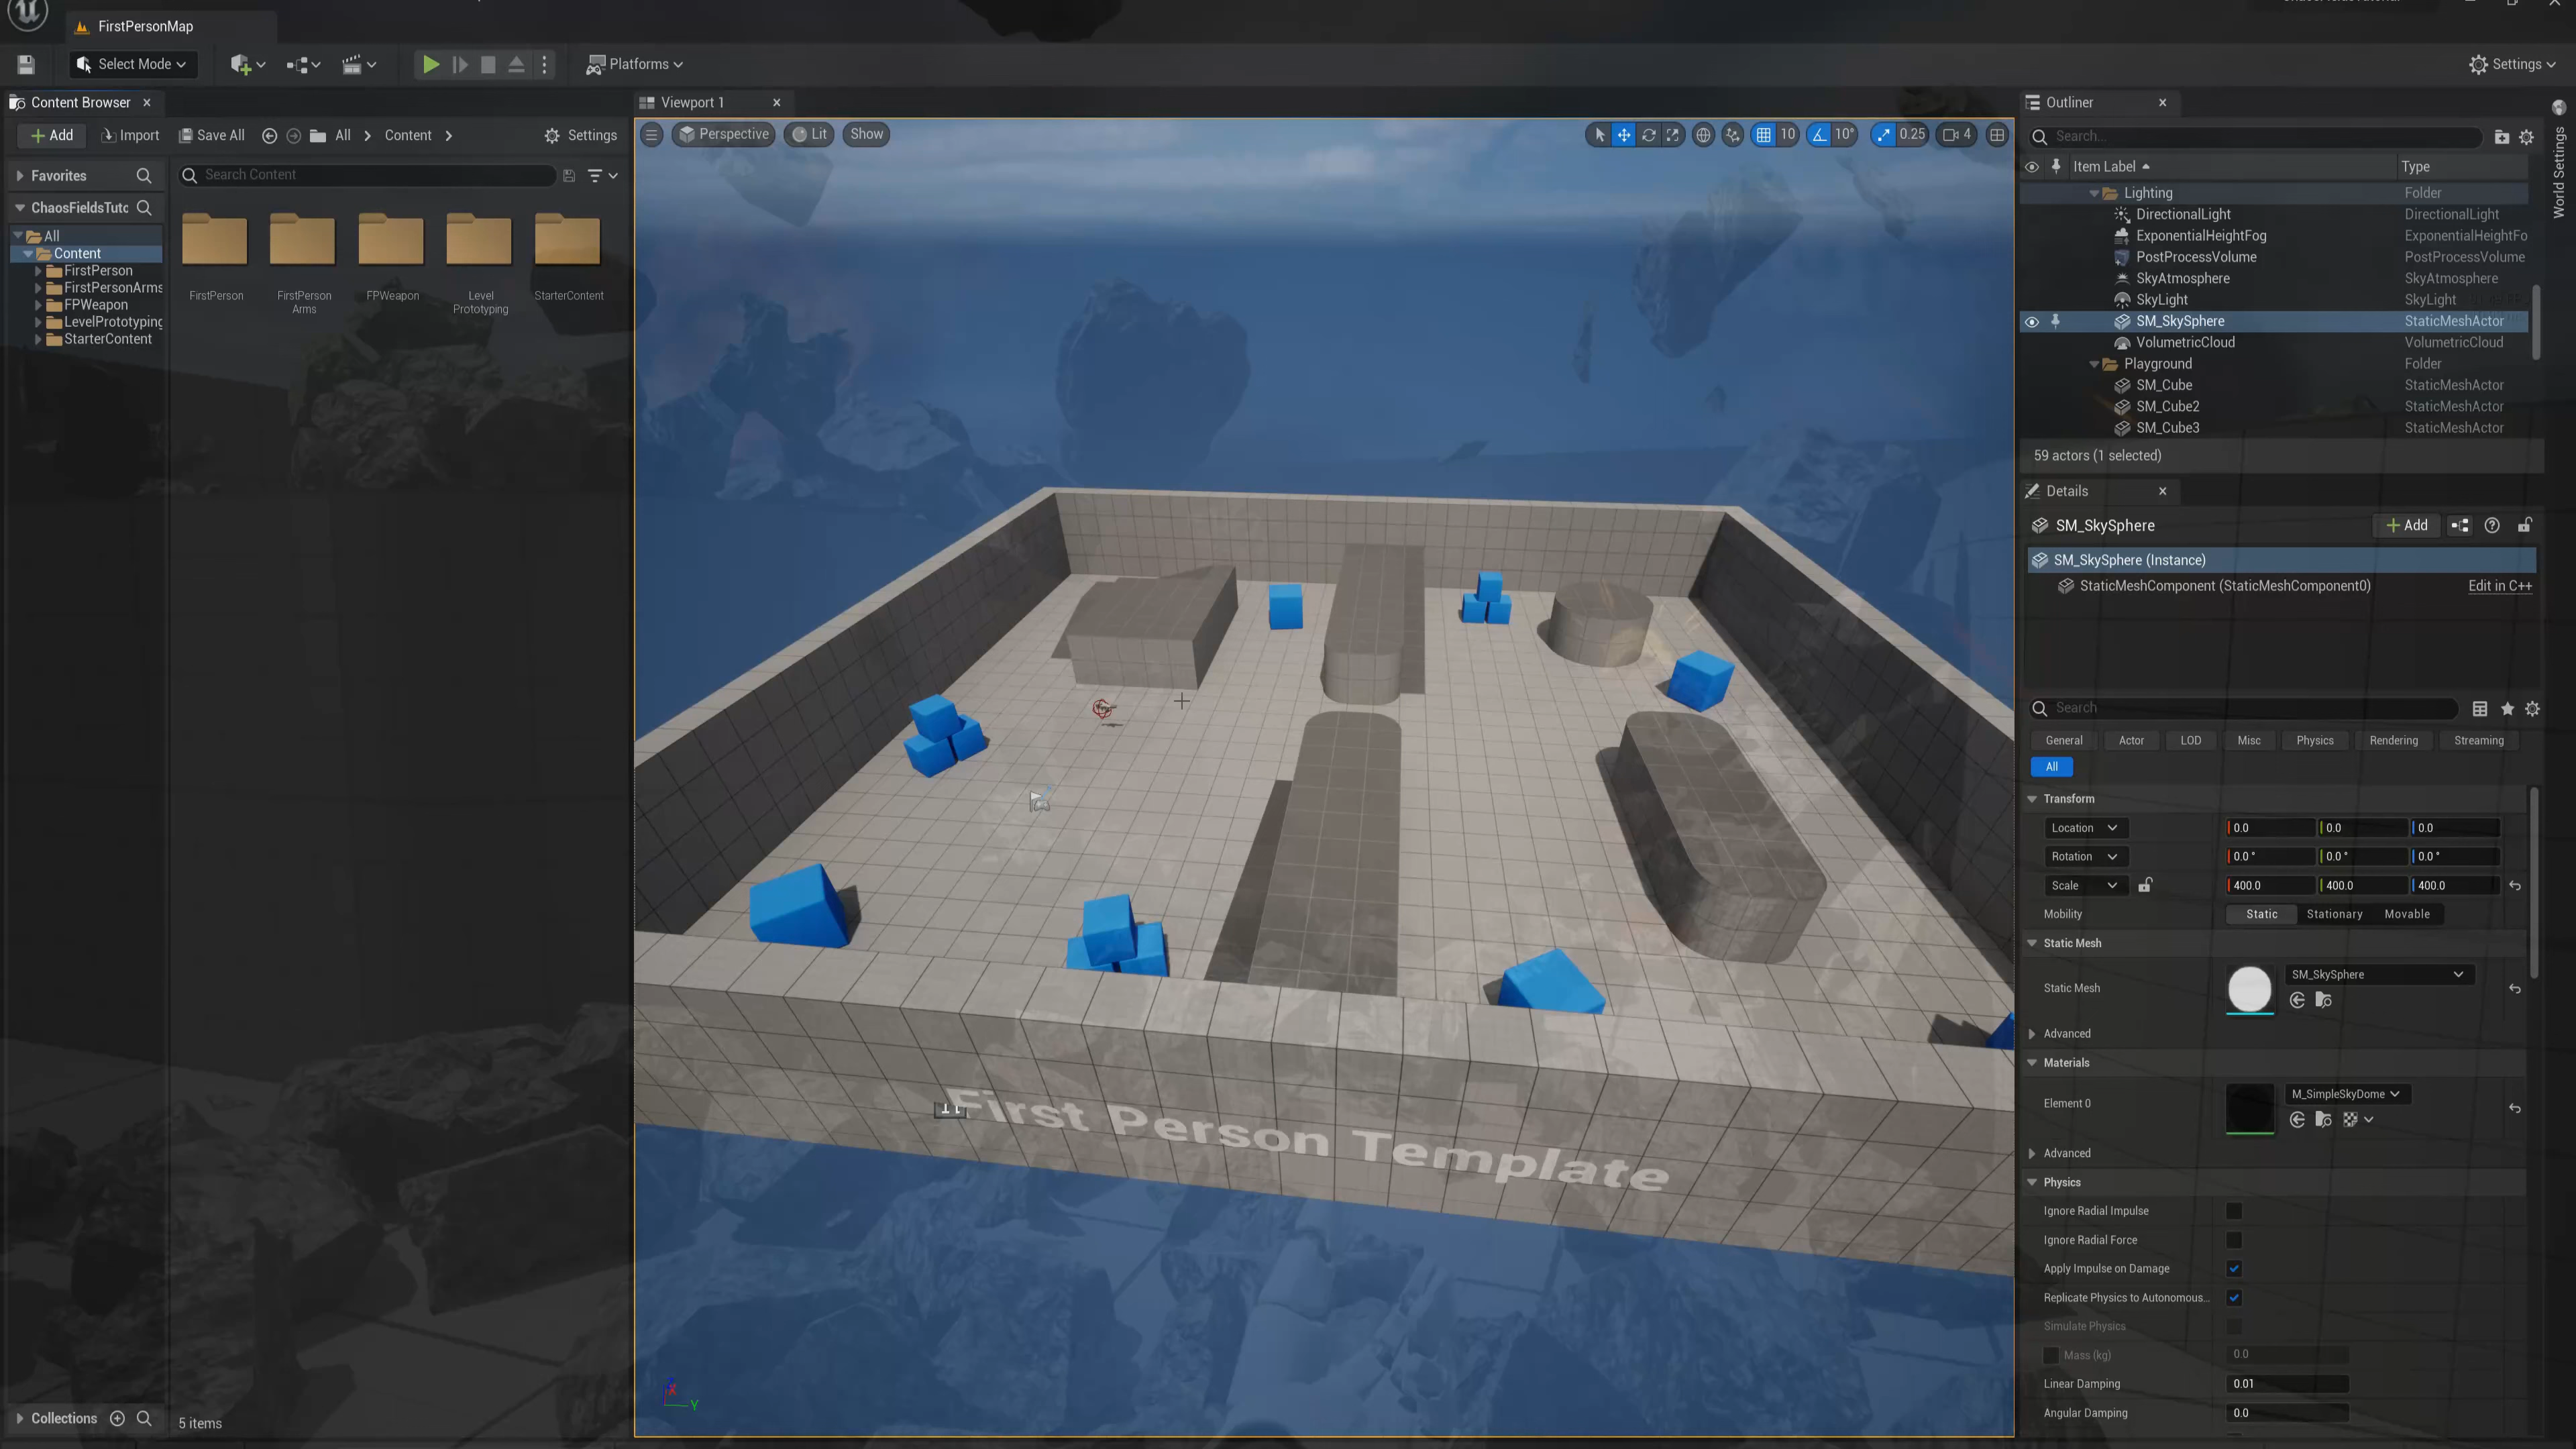 FirstPersonMap
Select Mode
Platforms
Settings
Content Browser
Add
Import
Save All
All
Content
Settings
Favorites
Search Content
ChaosFieldsTutc
All
Content
FirstPerson
FirstPersonArms
FPWeapon
LevelPrototyping
StarterContent
FirstPerson
FirstPerson
Arms
FPWeapon
Level
Prototyping
StarterContent
Collections
5 items
Viewport 1
Perspective
Lit
Show
10
10°
0.25
4
First Person Template
Z
X
Y
Outliner
Search...
Item Label
Type
Lighting
Folder
DirectionalLight
DirectionalLight
ExponentialHeightFog
ExponentialHeightFo
PostProcessVolume
PostProcessVolume
SkyAtmosphere
SkyAtmosphere
SkyLight
SkyLight
SM_SkySphere
StaticMeshActor
VolumetricCloud
VolumetricCloud
Playground
Folder
SM_Cube
StaticMeshActor
SM_Cube2
StaticMeshActor
SM_Cube3
StaticMeshActor
59 actors (1 selected)
World Settings
Details
SM_SkySphere
Add
SM_SkySphere (Instance)
StaticMeshComponent (StaticMeshComponent0)
Edit in C++
Search
General
Actor
LOD
Misc
Physics
Rendering
Streaming
All
Transform
Location
0.0
0.0
0.0
Rotation
0.0 °
0.0 °
0.0 °
Scale
400.0
400.0
400.0
Mobility
Static
Stationary
Movable
Static Mesh
Static Mesh
SM_SkySphere
Advanced
Materials
Element 0
M_SimpleSkyDome
Advanced
Physics
Ignore Radial Impulse
Ignore Radial Force
Apply Impulse on Damage
Replicate Physics to Autonomous...
Simulate Physics
Mass (kg)
0.0
Linear Damping
0.01
Angular Damping
0.0